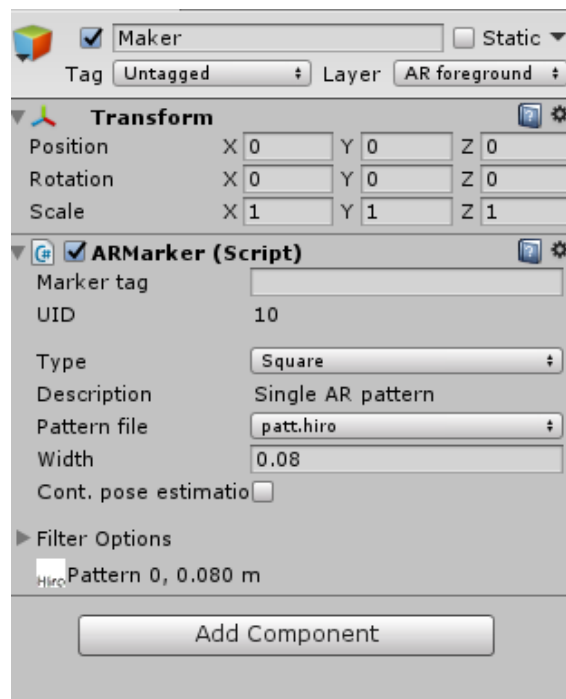 Maker Static
Tag Untagged Layer AR foreground
Transform
Position X 0 Y 0 Z 0
Rotation X 0 Y 0 Z 0
Scale X 1 Y 1 Z 1
C# ARMarker (Script)
Marker tag
UID 10
Type Square
Description Single AR pattern
Pattern file patt.hiro
Width 0.08
Cont. pose estimatio
Filter Options
Hiro Pattern 0, 0.080 m
Add Component